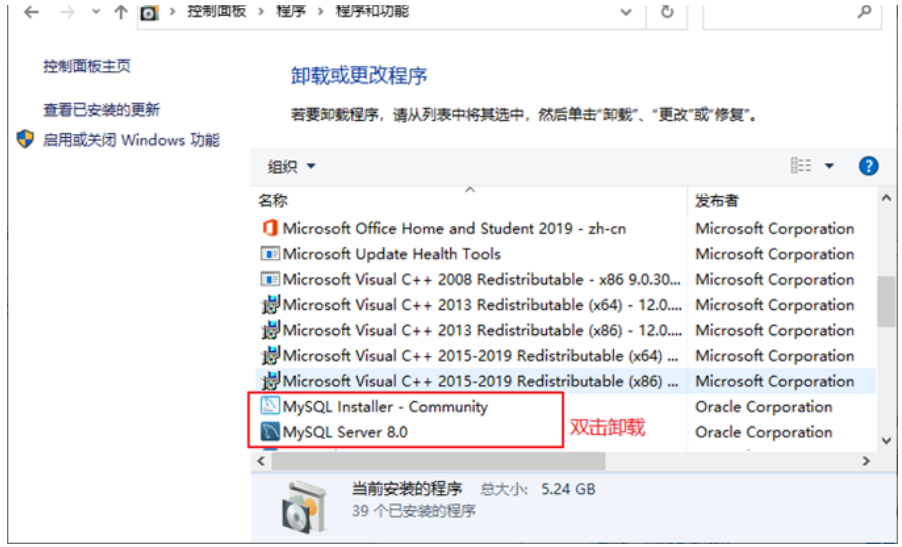 控制面板 › 程序 › 程序和功能
控制面板主页
查看已安装的更新
启用或关闭 Windows 功能
卸载或更改程序
若要卸载程序，请从列表中将其选中，然后单击“卸载”、“更改”或“修复”。
组织
名称 发布者
Microsoft Office Home and Student 2019 - zh-cn Microsoft Corporation
Microsoft Update Health Tools Microsoft Corporation
Microsoft Visual C++ 2008 Redistributable - x86 9.0.30... Microsoft Corporation
Microsoft Visual C++ 2013 Redistributable (x64) - 12.0.... Microsoft Corporation
Microsoft Visual C++ 2013 Redistributable (x86) - 12.0.... Microsoft Corporation
Microsoft Visual C++ 2015-2019 Redistributable (x64) ... Microsoft Corporation
Microsoft Visual C++ 2015-2019 Redistributable (x86) ... Microsoft Corporation
MySQL Installer - Community Oracle Corporation
MySQL Server 8.0 双击卸载 Oracle Corporation
当前安装的程序 总大小: 5.24 GB
39 个已安装的程序